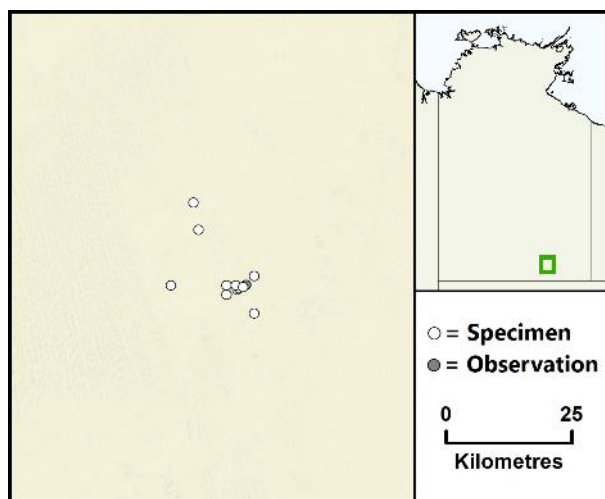 = Specimen
= Observation
0 25
Kilometres